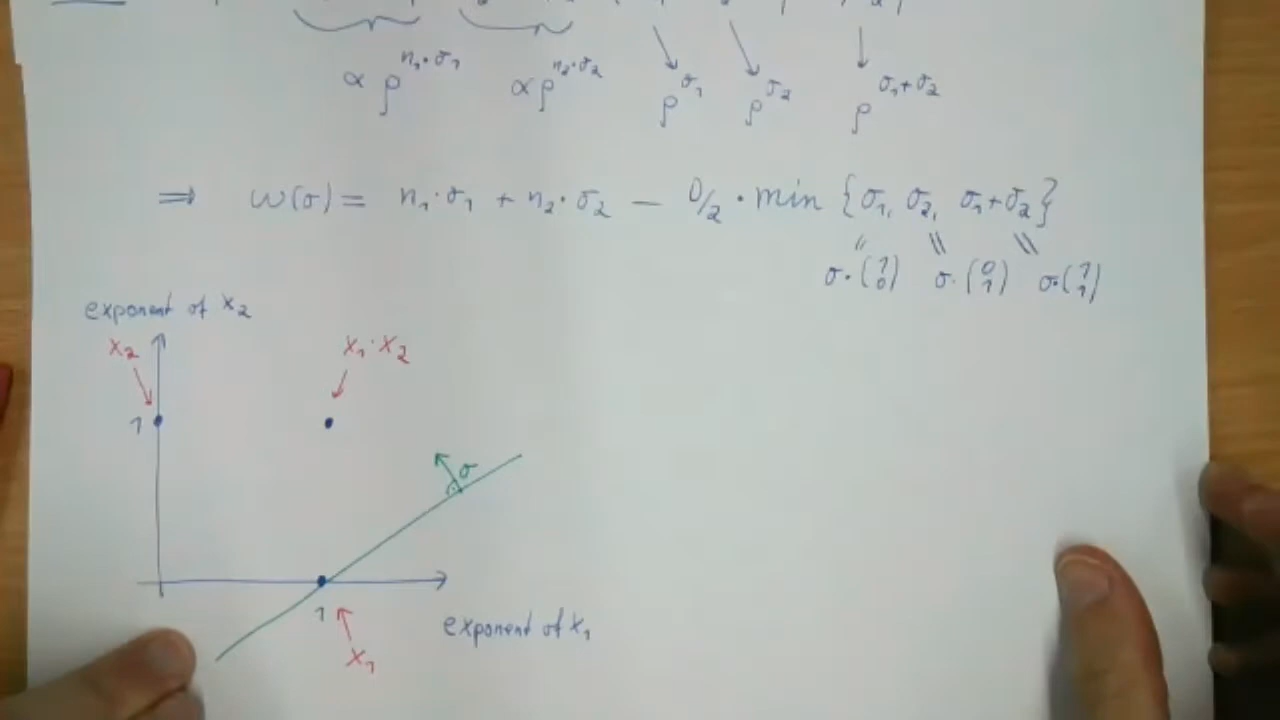 ∝ ρ^{n₁·σ₁} ∝ ρ^{n₂·σ₂} ρ^{σ₁} ρ^{σ₂} ρ^{σ₁+σ₂}
⇒ ω(σ) = n₁·σ₁ + n₂·σ₂ − D/2 · min {σ₁, σ₂, σ₁+σ₂}
σ·(1 0) σ·(0 1) σ·(1 1)
exponent of x₂
x₂ x₁·x₂
1
σ
1
exponent of x₁
x₁